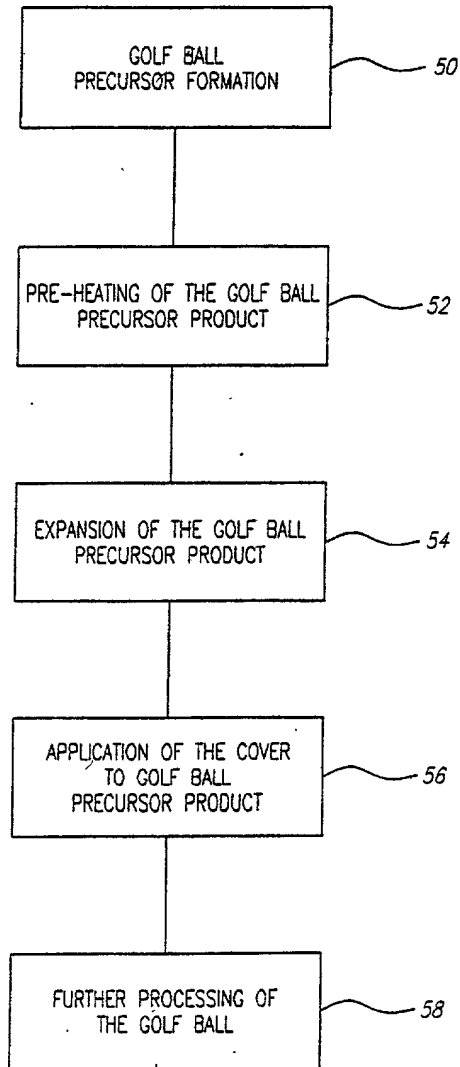 GOLF BALL
PRECURSOR FORMATION
50
PRE-HEATING OF THE GOLF BALL
PRECURSOR PRODUCT
52
EXPANSION OF THE GOLF BALL
PRECURSOR PRODUCT
54
APPLICATION OF THE COVER
TO GOLF BALL
PRECURSOR PRODUCT
56
FURTHER PROCESSING OF
THE GOLF BALL
58